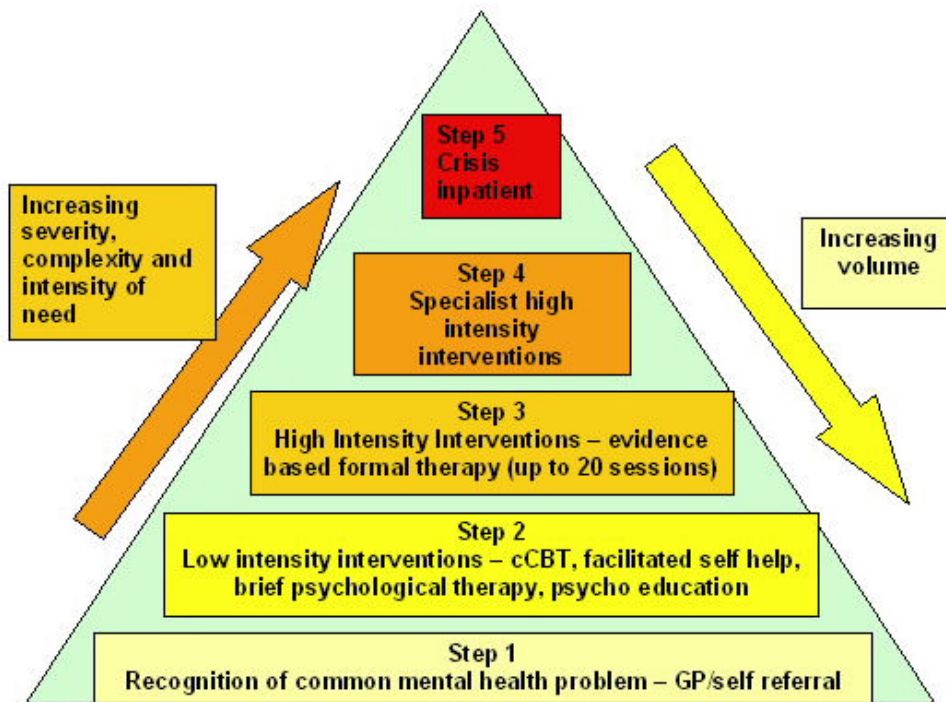 Step 5
Crisis
inpatient
Increasing
severity,
complexity and
intensity of
need
Increasing
volume
Step 4
Specialist high
intensity
interventions
Step 3
High Intensity Interventions – evidence
based formal therapy (up to 20 sessions)
Step 2
Low intensity interventions – cCBT, facilitated self help,
brief psychological therapy, psycho education
Step 1
Recognition of common mental health problem – GP/self referral